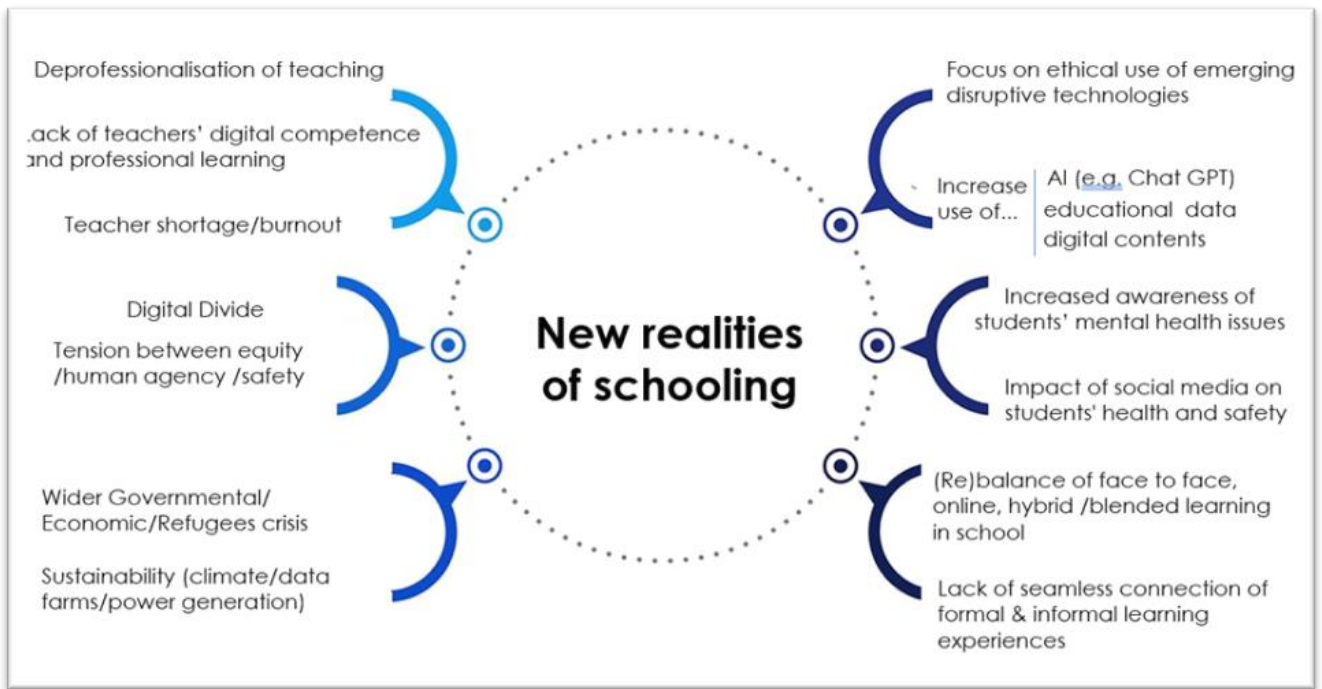 Deprofessionalisation of teaching
ack of teachers' digital competence
and professional learning
Teacher shortage/burnout
Digital Divide
Tension between equity
/human agency /safety
Wider Governmental/
Economic/Refugees crisis
Sustainability (climate/data
farms/power generation)
New realities
of schooling
Focus on ethical use of emerging
disruptive technologies
Increase
use of...
AI (e.g. Chat GPT)
educational data
digital contents
Increased awareness of
students' mental health issues
Impact of social media on
students' health and safety
(Re)balance of face to face,
online, hybrid /blended learning
in school
Lack of seamless connection of
formal & informal learning
experiences